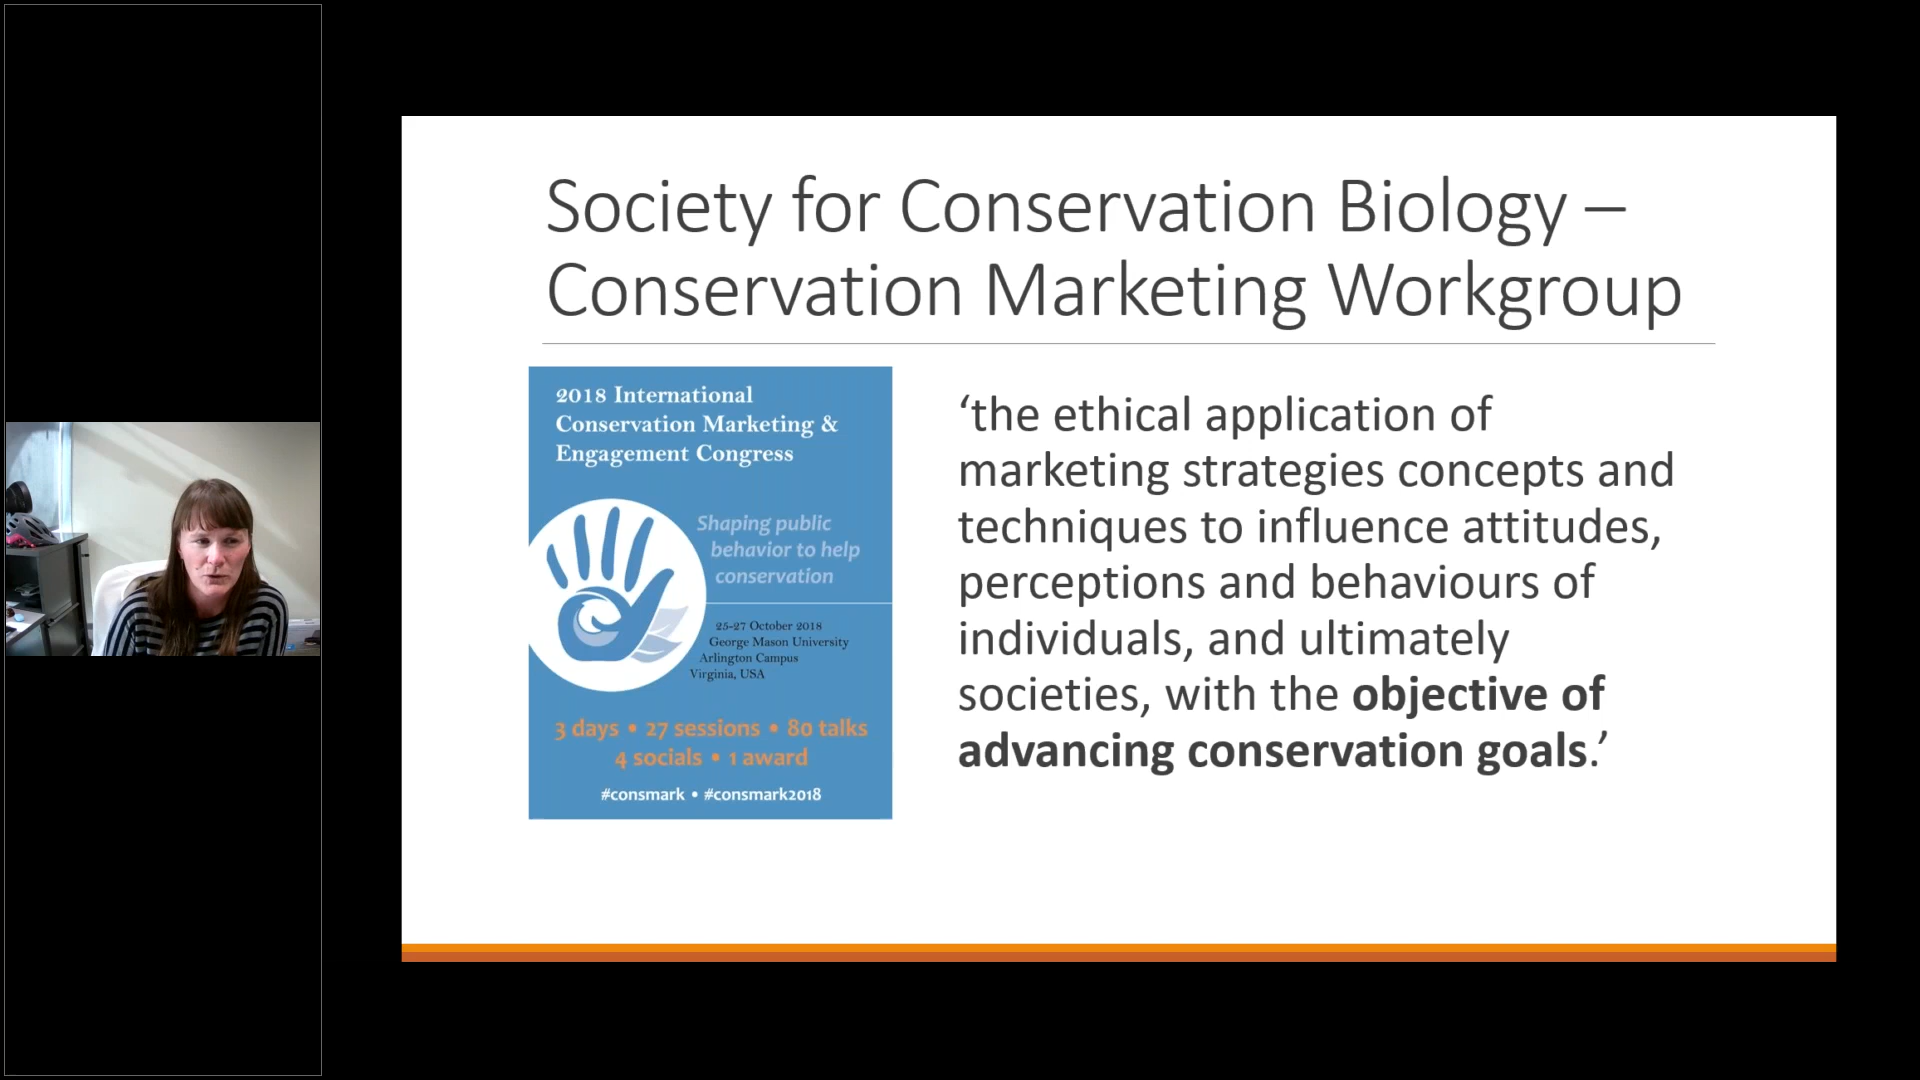 Society for Conservation Biology –
Conservation Marketing Workgroup
2018 International
Conservation Marketing &
Engagement Congress
Shaping public
behavior to help
conservation
25-27 October 2018
George Mason University
Arlington Campus
Virginia, USA
3 days • 27 sessions • 80 talks
4 socials • 1 award
#consmark • #consmark2018
‘the ethical application of
marketing strategies concepts and
techniques to influence attitudes,
perceptions and behaviours of
individuals, and ultimately
societies, with the objective of
advancing conservation goals.’